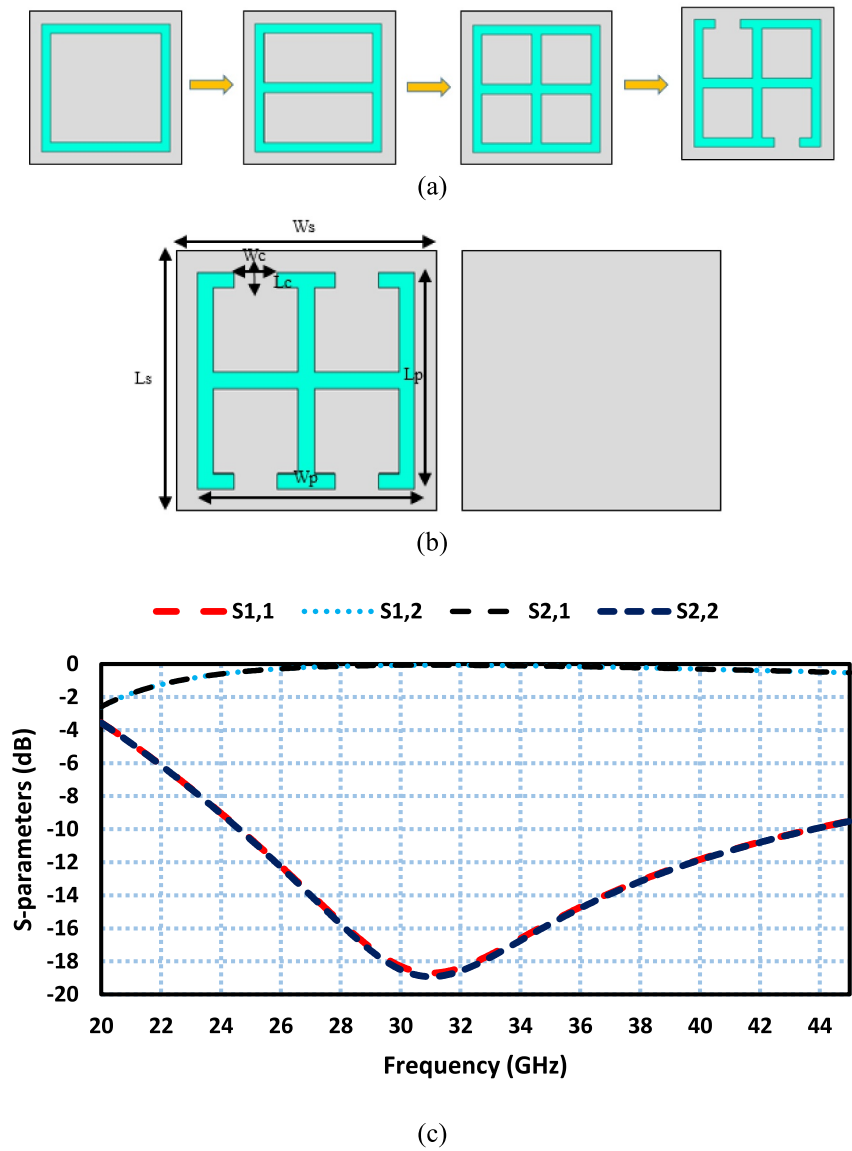 (a)
Ws
Wc
Lc
Ls
Lp
Wp
(b)
S1,1 S1,2 S2,1 S2,2
0
-2
-4
-6
-8
-10
-12
-14
-16
-18
-20
S-parameters (dB)
20 22 24 26 28 30 32 34 36 38 40 42 44
Frequency (GHz)
(c)